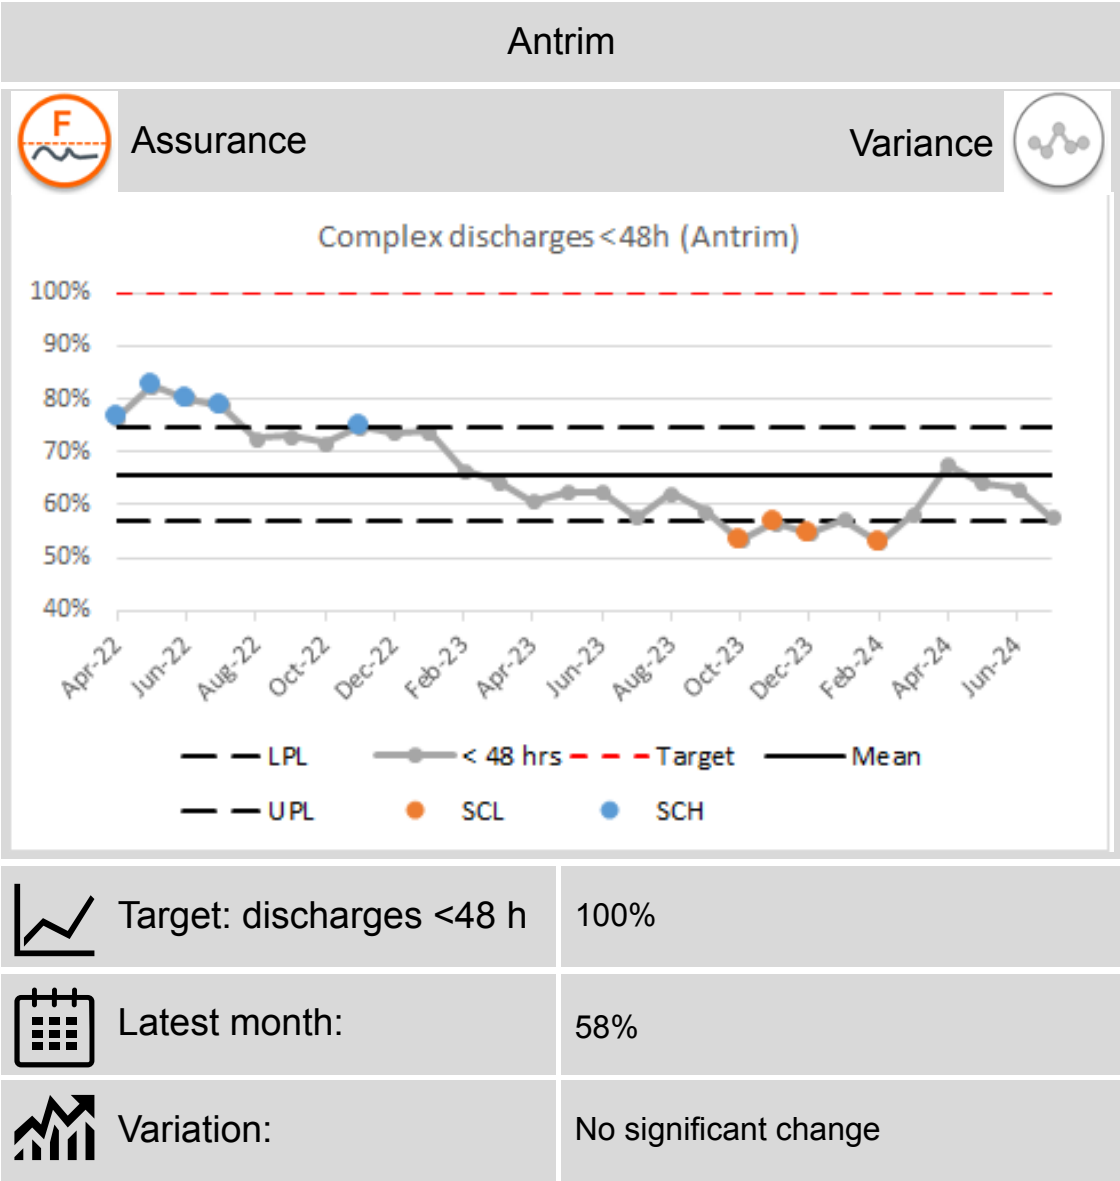 Antrim
F
Assurance
Variance
Complex discharges <48h (Antrim)
100%
90%
80%
70%
60%
50%
40%
Apr-22
Jun-22
Aug-22
Oct-22
Dec-22
Feb-23
Apr-23
Jun-23
Aug-23
Oct-23
Dec-23
Feb-24
Apr-24
Jun-24
LPL
< 48 hrs
Target
Mean
UPL
SCL
SCH
Target: discharges <48 h
100%
Latest month:
58%
Variation:
No significant change